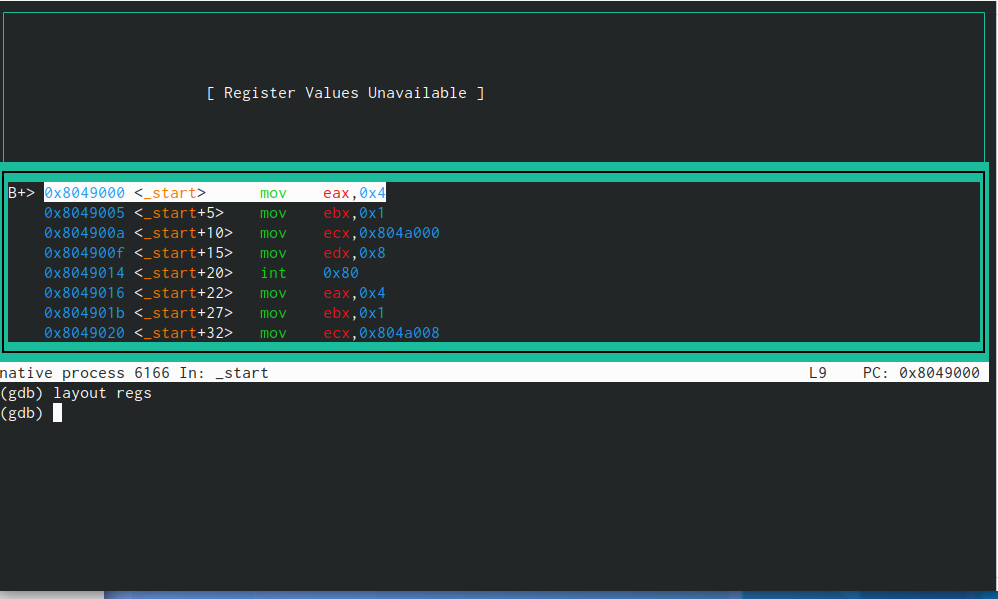 [ Register Values Unavailable ]
B+> 0x8049000 <_start> mov eax,0x4
0x8049005 <_start+5> mov ebx,0x1
0x804900a <_start+10> mov ecx,0x804a000
0x804900f <_start+15> mov edx,0x8
0x8049014 <_start+20> int 0x80
0x8049016 <_start+22> mov eax,0x4
0x804901b <_start+27> mov ebx,0x1
0x8049020 <_start+32> mov ecx,0x804a008
native process 6166 In: _start L9 PC: 0x8049000
(gdb) layout regs
(gdb)